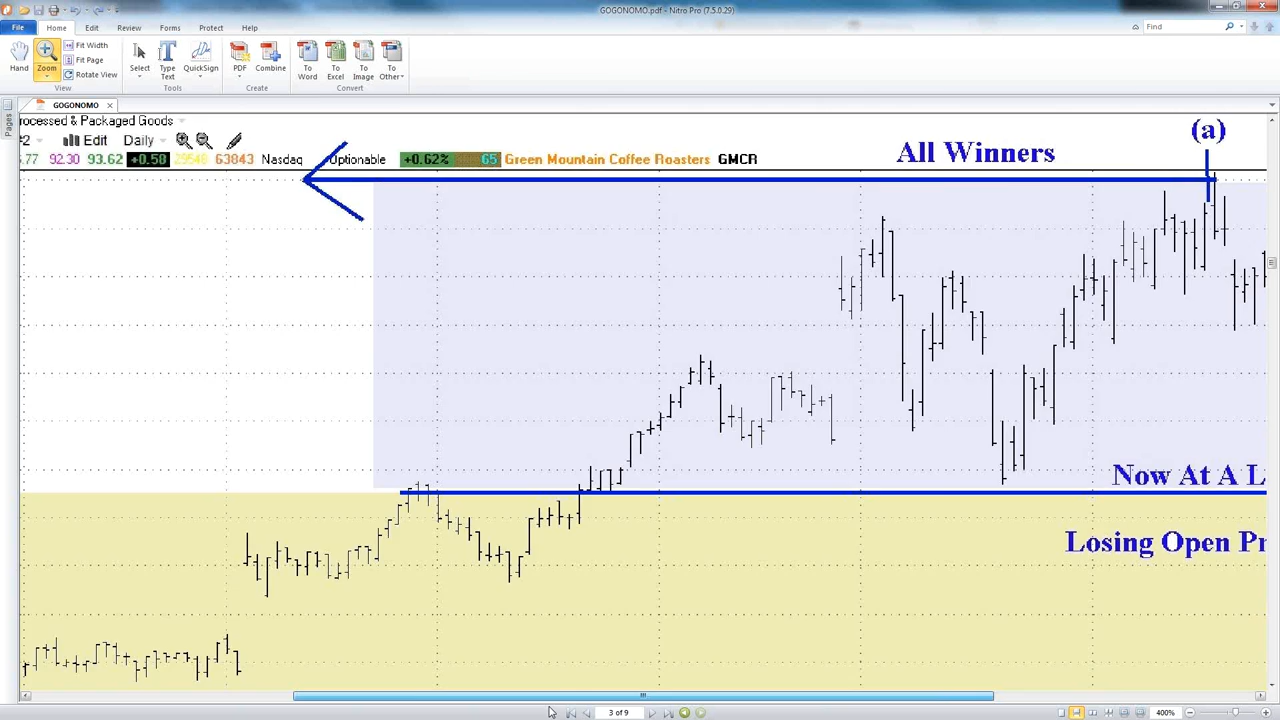 GOGONOMO.pdf - Nitro Pro (7.5.0.29)
File Home Edit Review Forms Protect Help Find
Hand Zoom Fit Width Fit Page Rotate View Select Type Text QuickSign PDF Combine To Word To Excel To Image To Other
View Tools Create Convert
GOGONOMO
Pages
rocessed & Packaged Goods
(a)
#2 Edit Daily
All Winners
.77 92.30 93.62 +0.58 29548 63843 Nasdaq Optionable +0.62% 65 Green Mountain Coffee Roasters GMCR
Now At A L
Losing Open Pr
3 of 9 400%